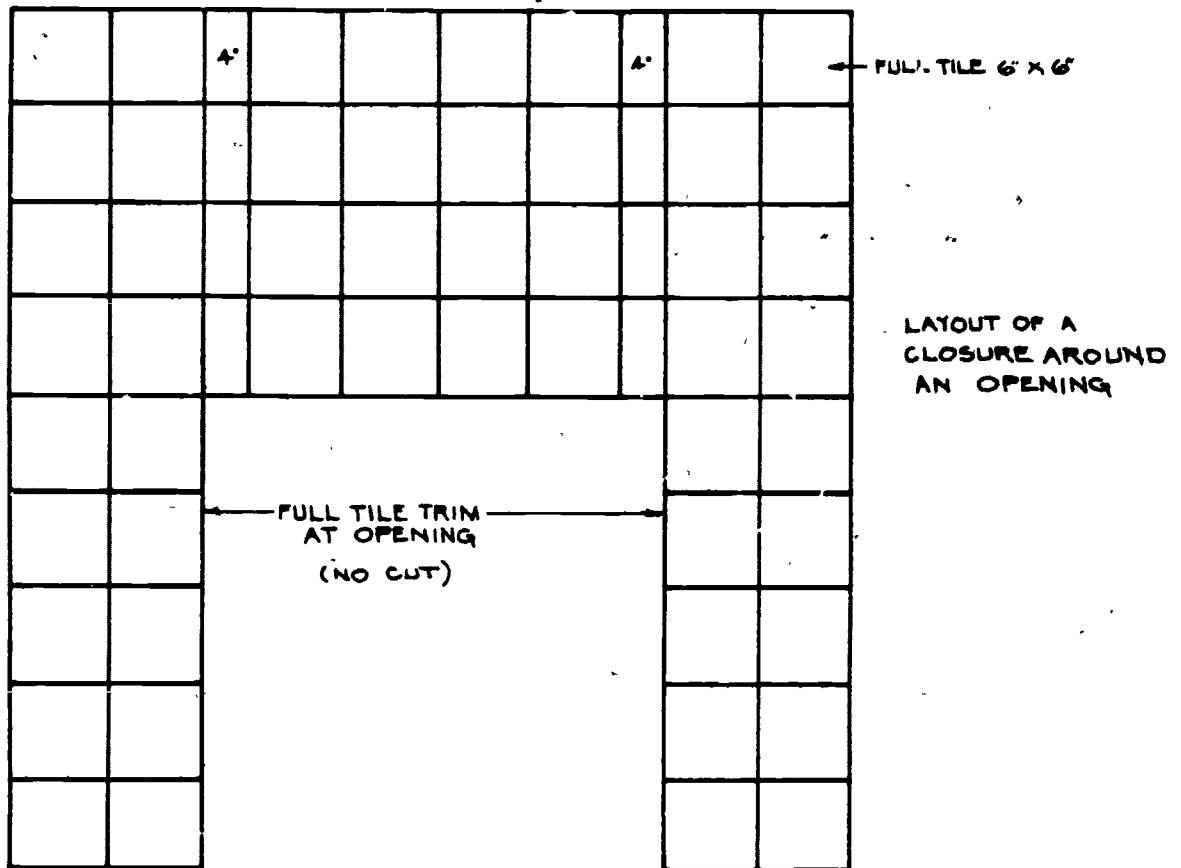 4"
4"
FULL TILE 6" X 6"
LAYOUT OF A
CLOSURE AROUND
AN OPENING
FULL TILE TRIM
AT OPENING
(NO CUT)